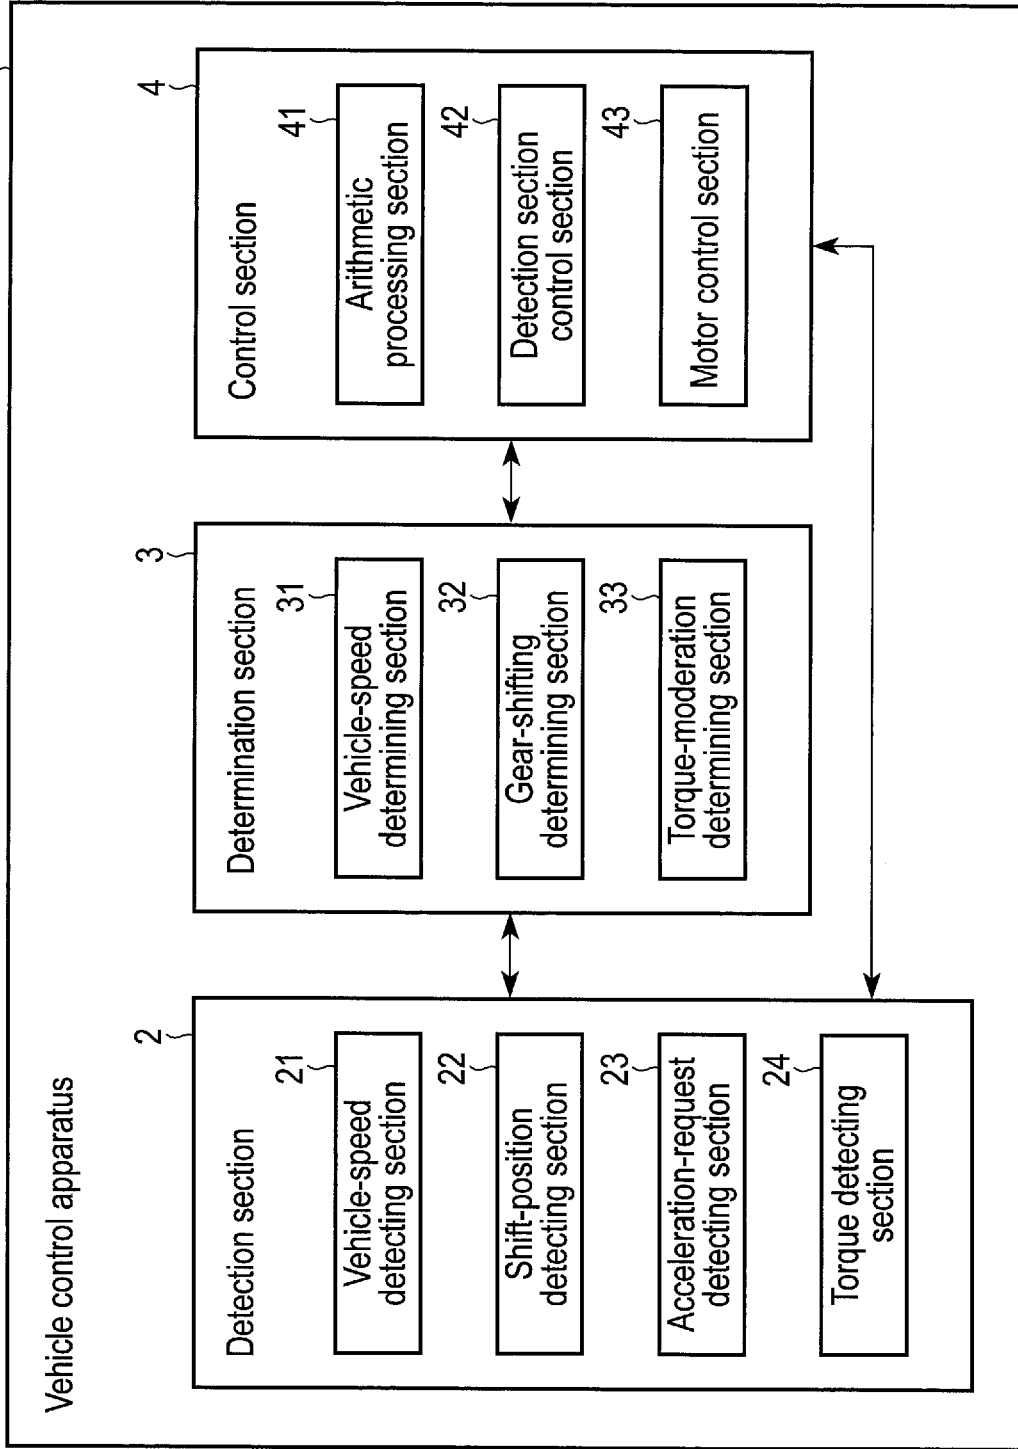 Vehicle control apparatus
2
Detection section
21
Vehicle-speed
detecting section
22
Shift-position
detecting section
23
Acceleration-request
detecting section
24
Torque detecting
section
3
Determination section
31
Vehicle-speed
determining section
32
Gear-shifting
determining section
33
Torque-moderation
determining section
4
Control section
41
Arithmetic
processing section
42
Detection section
control section
43
Motor control section